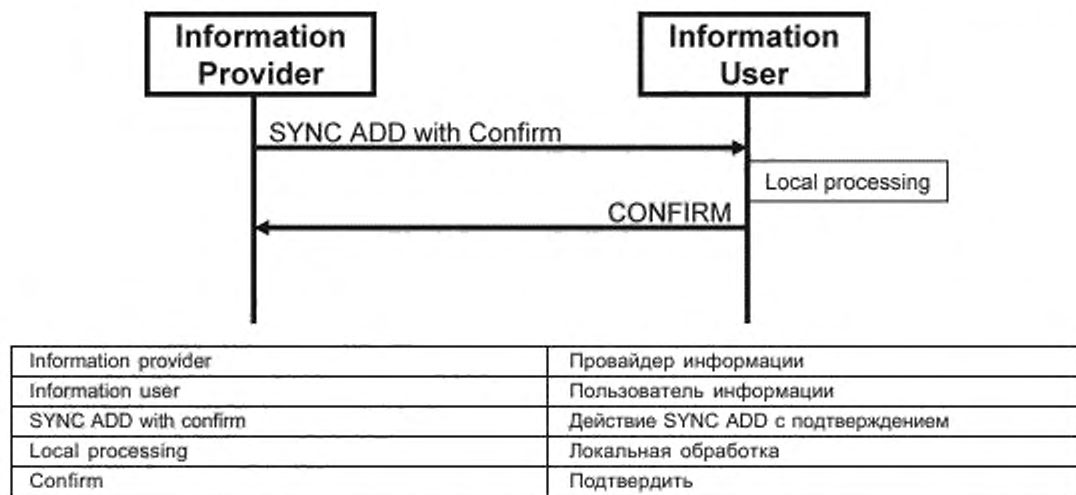 Information
Provider
Information
User
SYNC ADD with Confirm
Local processing
CONFIRM
Information provider
Провайдер информации
Information user
Пользователь информации
SYNC ADD with confirm
Действие SYNC ADD с подтверждением
Local processing
Локальная обработка
Confirm
Подтвердить